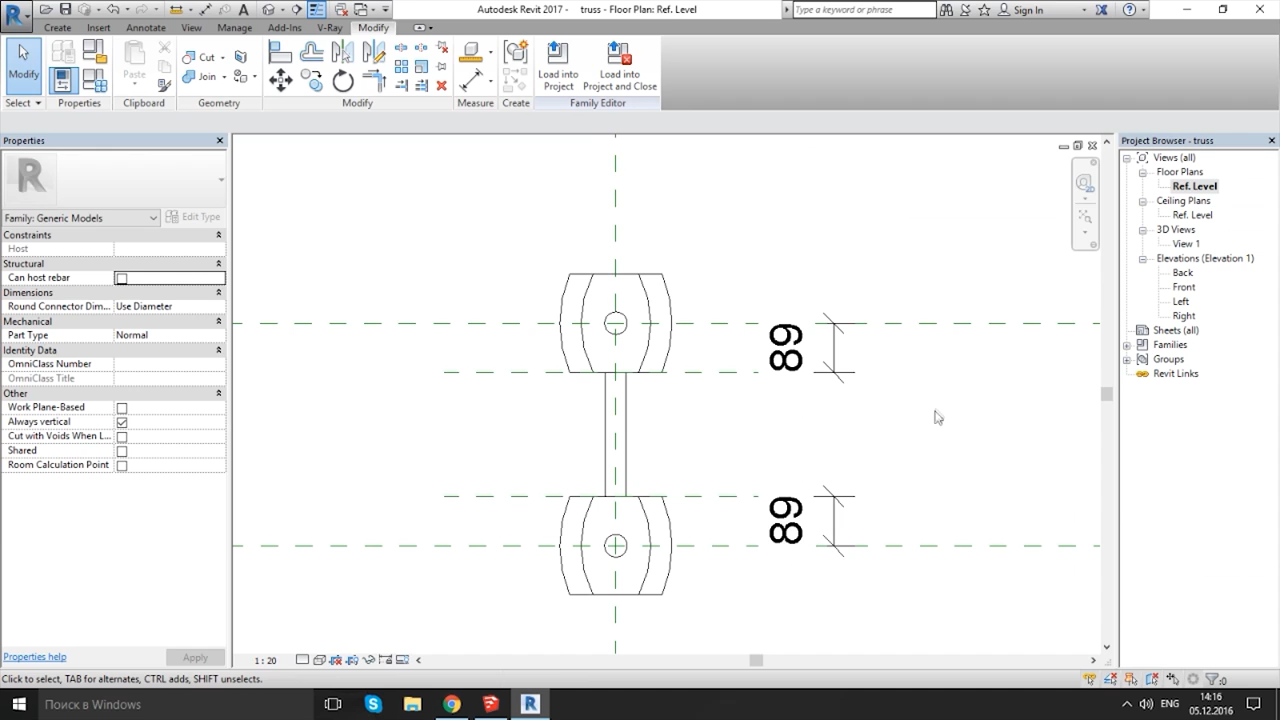 Autodesk Revit 2017 - truss - Floor Plan: Ref. Level
Type a keyword or phrase
Sign In
Create Insert Annotate View Manage Add-Ins V-Ray Modify
Modify
Paste
Cut
Join
Load into Project
Load into Project and Close
Select Properties Clipboard Geometry Modify Measure Create Family Editor
Properties
Family: Generic Models
Edit Type
Constraints
Host
Structural
Can host rebar
Dimensions
Round Connector Dim... Use Diameter
Mechanical
Part Type Normal
Identity Data
OmniClass Number
OmniClass Title
Other
Work Plane-Based
Always vertical
Cut with Voids When L...
Shared
Room Calculation Point
Properties help
Apply
89
89
1 : 20
Project Browser - truss
Views (all)
Floor Plans
Ref. Level
Ceiling Plans
Ref. Level
3D Views
View 1
Elevations (Elevation 1)
Back
Front
Left
Right
Sheets (all)
Families
Groups
Revit Links
Click to select, TAB for alternates, CTRL adds, SHIFT unselects.
:0
Поиск в Windows
ENG
14:16
05.12.2016